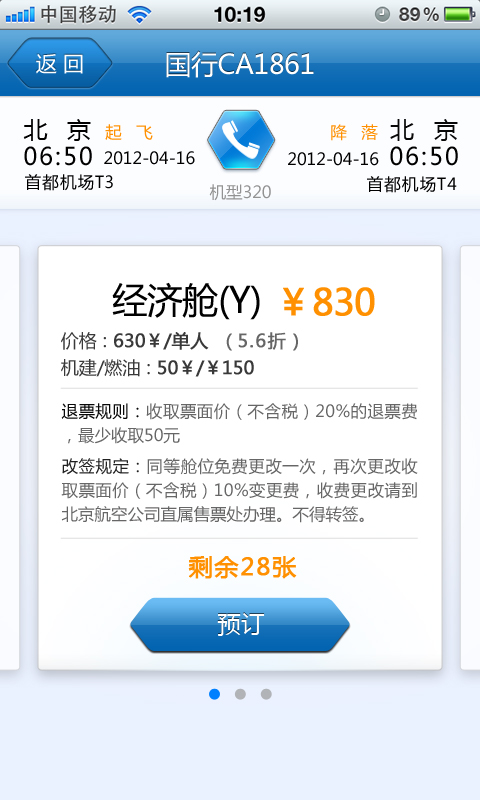 中国移动 10:19 89%
返回 国行CA1861
北京 起飞 降落 北京
06:50 2012-04-16 2012-04-16 06:50
首都机场T3 首都机场T4
机型320
经济舱(Y) ￥830
价格：630￥/单人 （5.6折）
机建/燃油：50￥/￥150
退票规则：收取票面价（不含税）20%的退票费
，最少收取50元
改签规定：同等舱位免费更改一次，再次更改收
取票面价（不含税）10%变更费，收费更改请到
北京航空公司直属售票处办理。不得转签。
剩余28张
预订